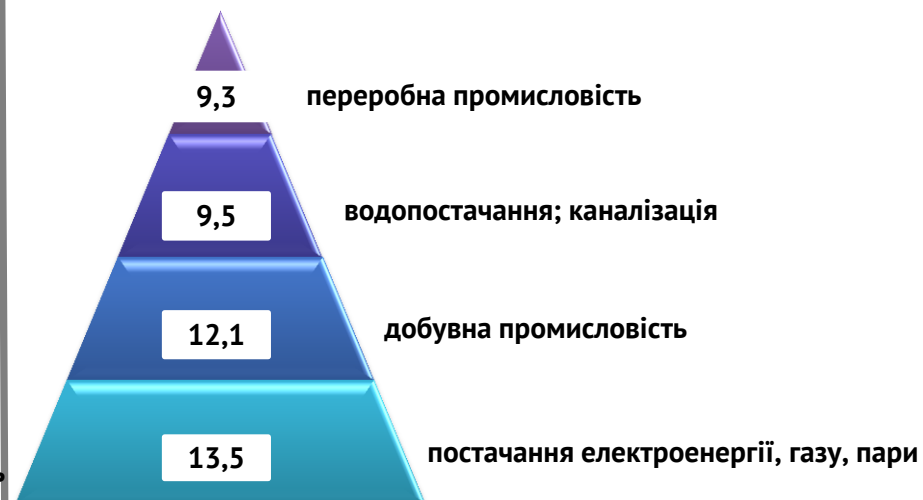 9,3 переробна промисловість
9,5 водопостачання; каналізація
12,1 добувна промисловість
13,5 постачання електроенергії, газу, пари